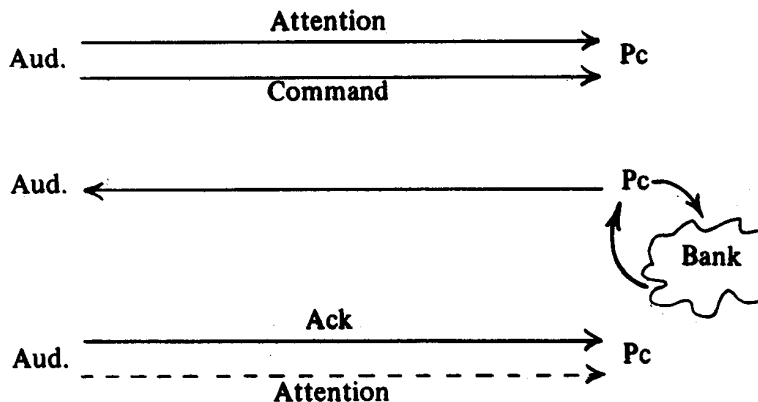 Attention
Aud. Pc
Command
Aud. Pc
Bank
Ack
Aud. Pc
Attention